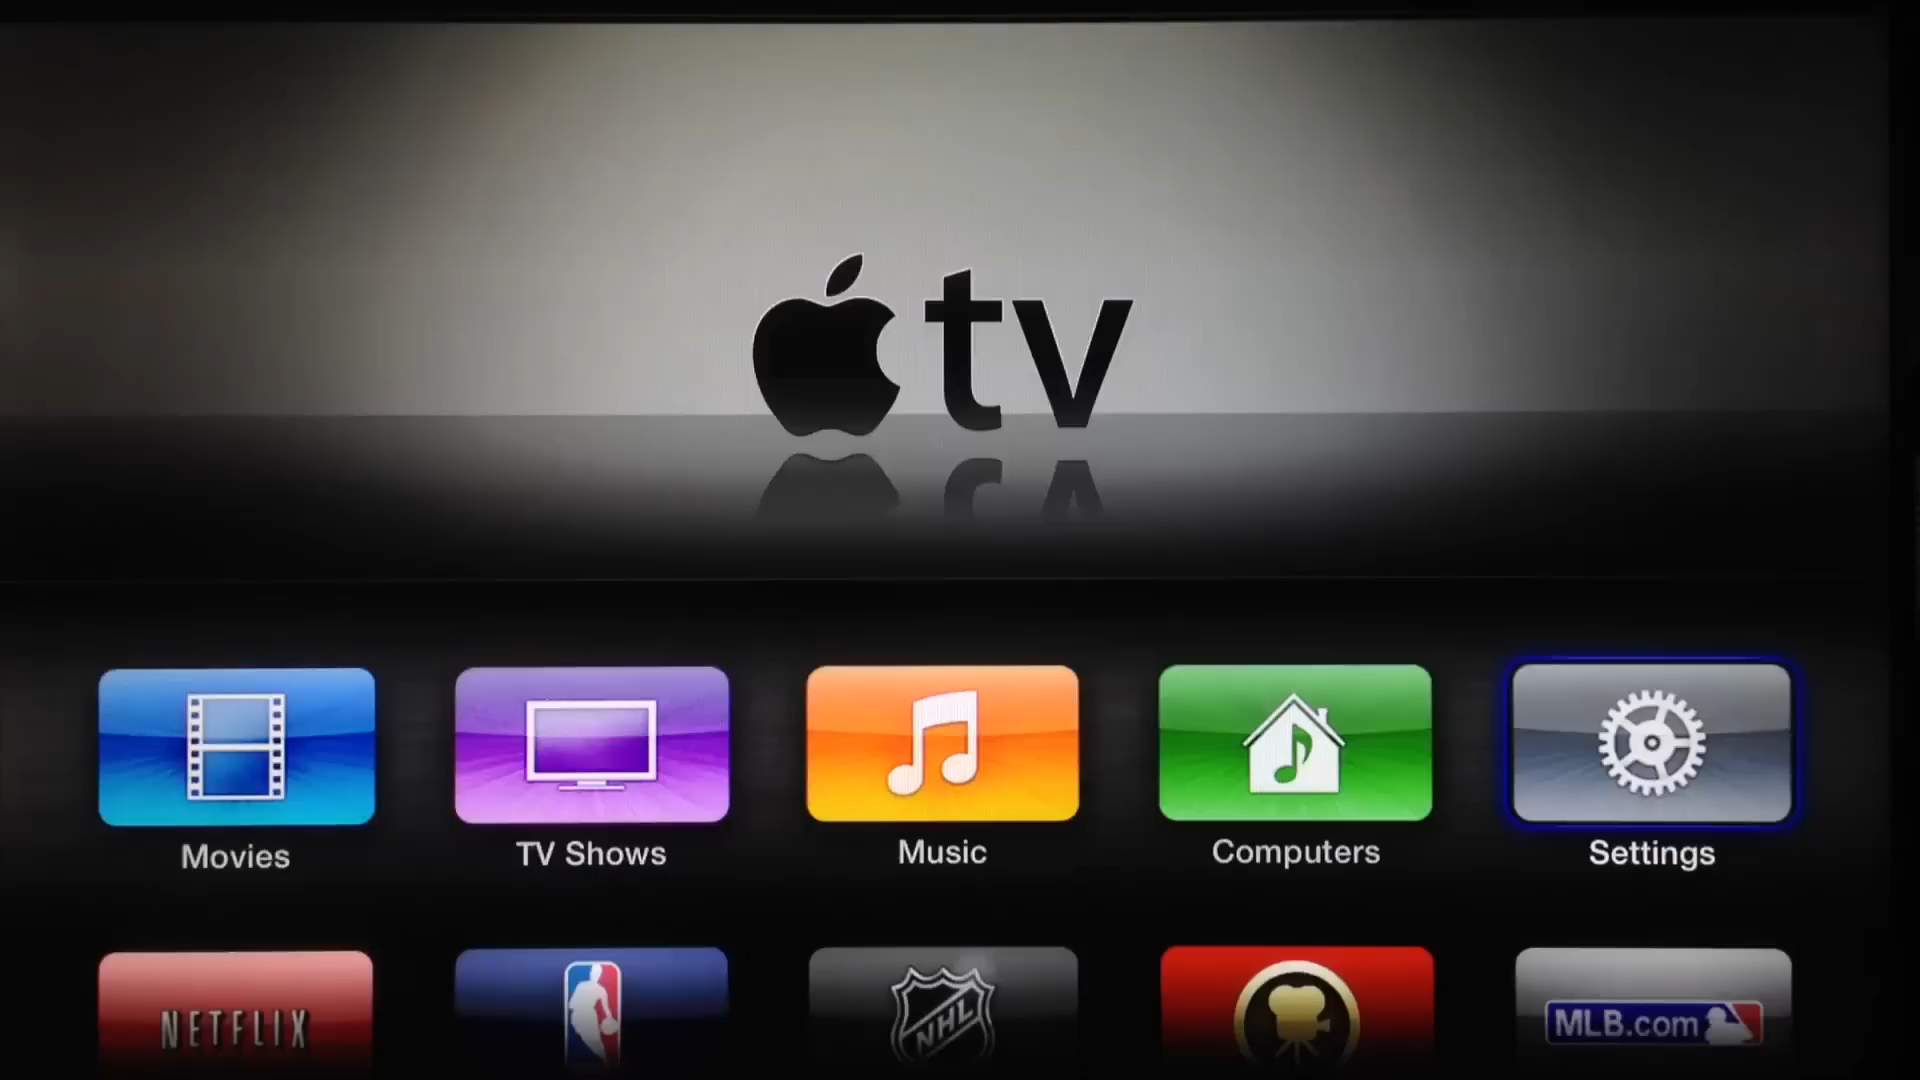 tv
Movies
TV Shows
Music
Computers
Settings
NETFLIX
NHL
MLB.com